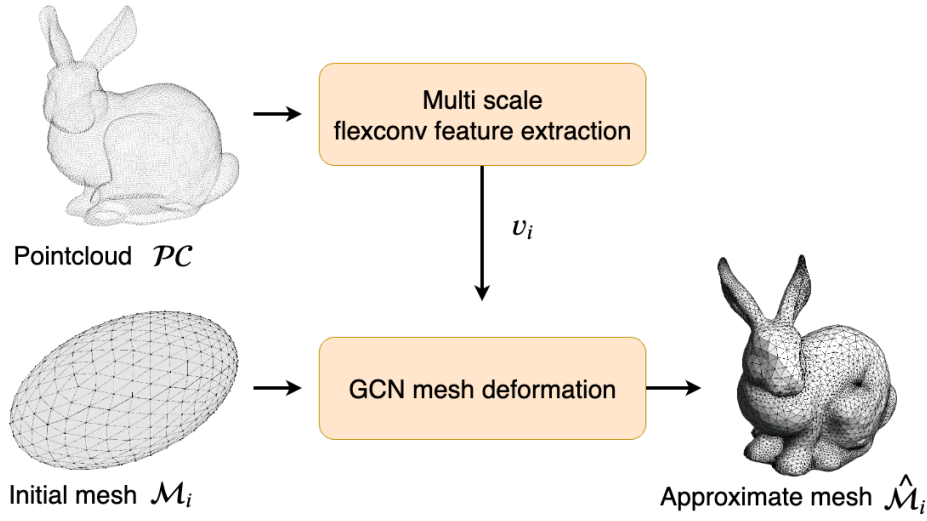 Multi scale
flexconv feature extraction
Pointcloud 𝒫𝒞
v_i
GCN mesh deformation
Initial mesh ℳ_i
Approximate mesh ℳ̂_i